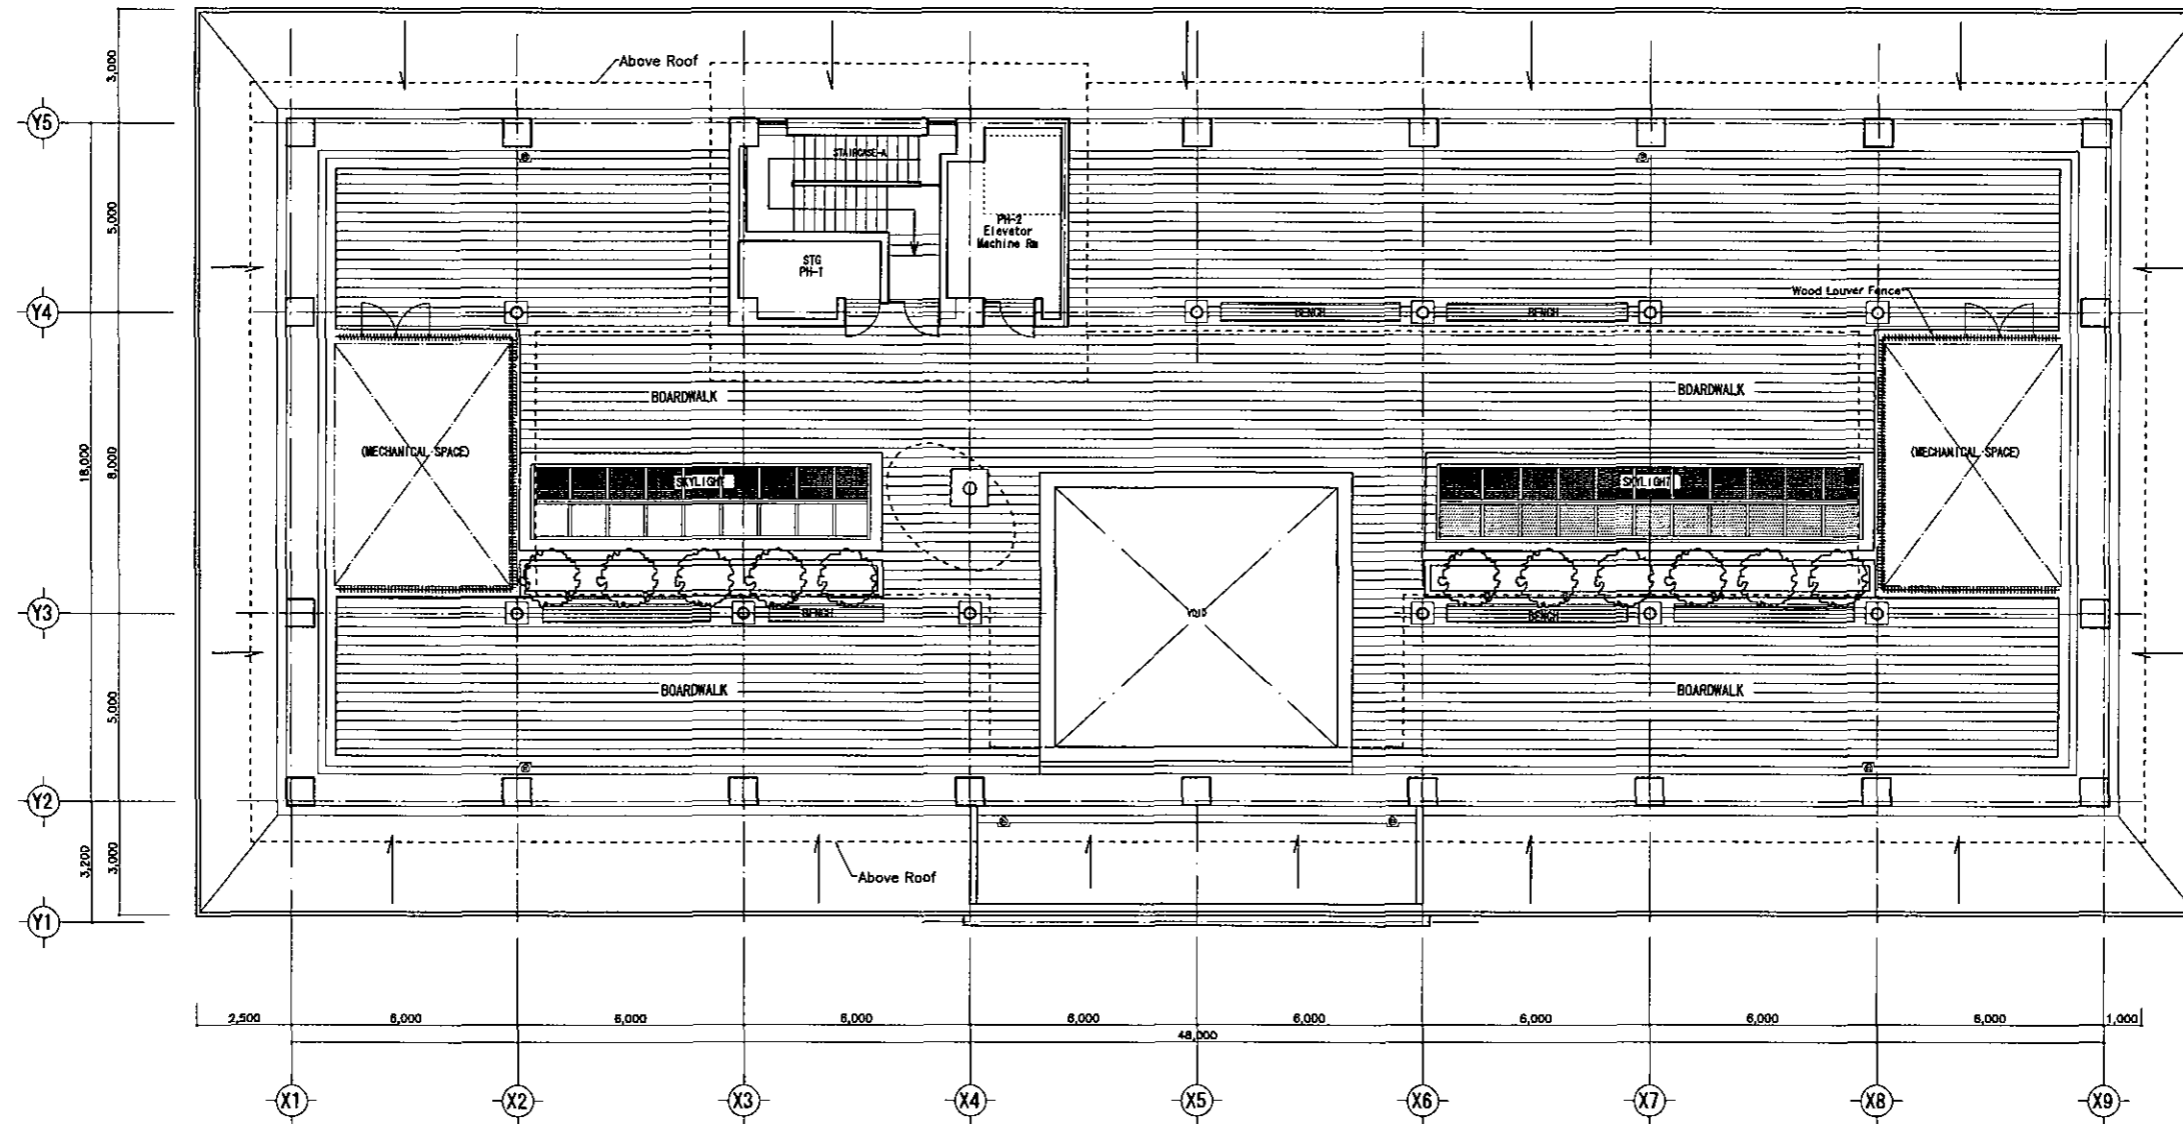 Above Roof
3,000
Y5
STAIRCASE-A
5,000
PH-2
Elevator
Machine Rm
STG
PH-1
Wood Louver Fence
Y4
BENCH
BENCH
BOARDWALK
BOARDWALK
18,000
8,000
(MECHANICAL SPACE)
(MECHANICAL SPACE)
SKYLIGHT
SKYLIGHT
Y3
BENCH
VOID
BENCH
5,000
BOARDWALK
BOARDWALK
Y2
3,200
3,000
Above Roof
Y1
2,500
6,000
6,000
6,000
6,000
6,000
6,000
6,000
6,000
1,000
48,000
X1
X2
X3
X4
X5
X6
X7
X8
X9